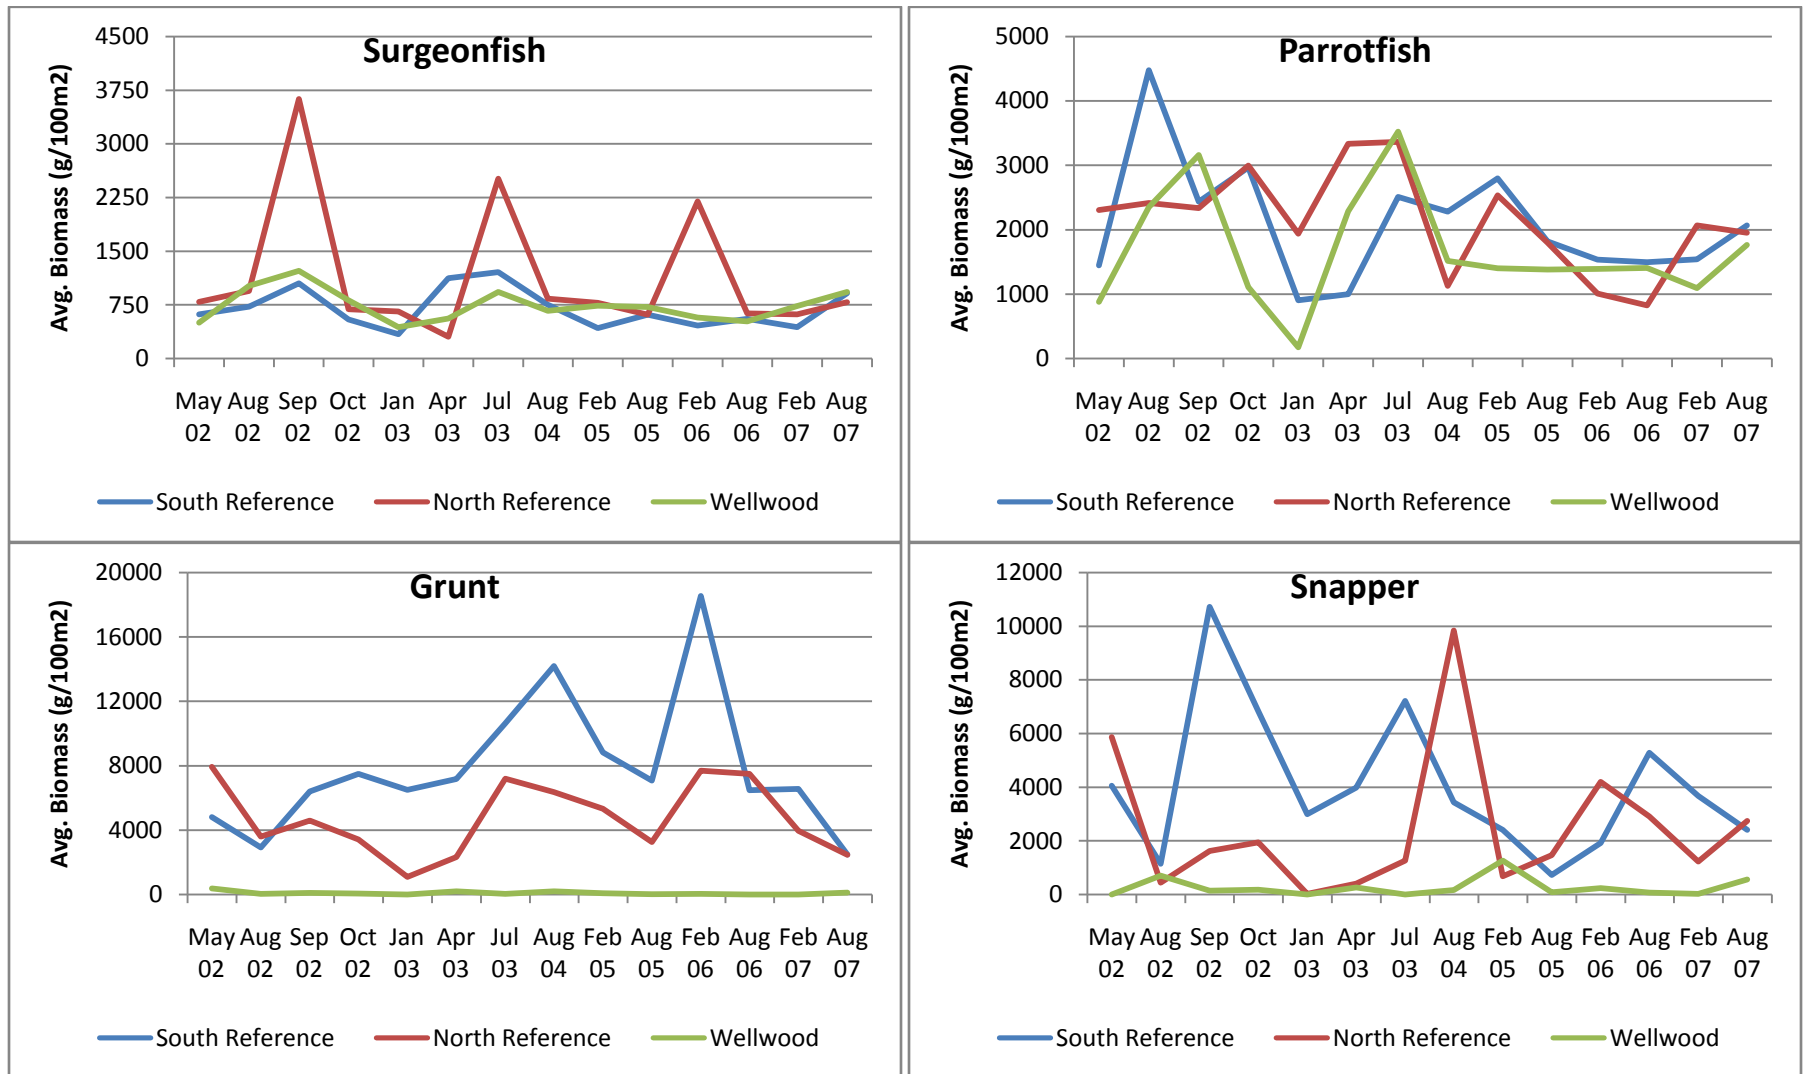 Surgeonfish
Avg. Biomass (g/100m2)
4500
3750
3000
2250
1500
750
0
May Aug Sep Oct Jan Apr Jul Aug Feb Aug Feb Aug Feb Aug
02 02 02 02 03 03 03 04 05 05 06 06 07 07
South Reference North Reference Wellwood
Parrotfish
Avg. Biomass (g/100m2)
5000
4000
3000
2000
1000
0
May Aug Sep Oct Jan Apr Jul Aug Feb Aug Feb Aug Feb Aug
02 02 02 02 03 03 03 04 05 05 06 06 07 07
South Reference North Reference Wellwood
Grunt
Avg. Biomass (g/100m2)
20000
16000
12000
8000
4000
0
May Aug Sep Oct Jan Apr Jul Aug Feb Aug Feb Aug Feb Aug
02 02 02 02 03 03 03 04 05 05 06 06 07 07
South Reference North Reference Wellwood
Snapper
Avg. Biomass (g/100m2)
12000
10000
8000
6000
4000
2000
0
May Aug Sep Oct Jan Apr Jul Aug Feb Aug Feb Aug Feb Aug
02 02 02 02 03 03 03 04 05 05 06 06 07 07
South Reference North Reference Wellwood